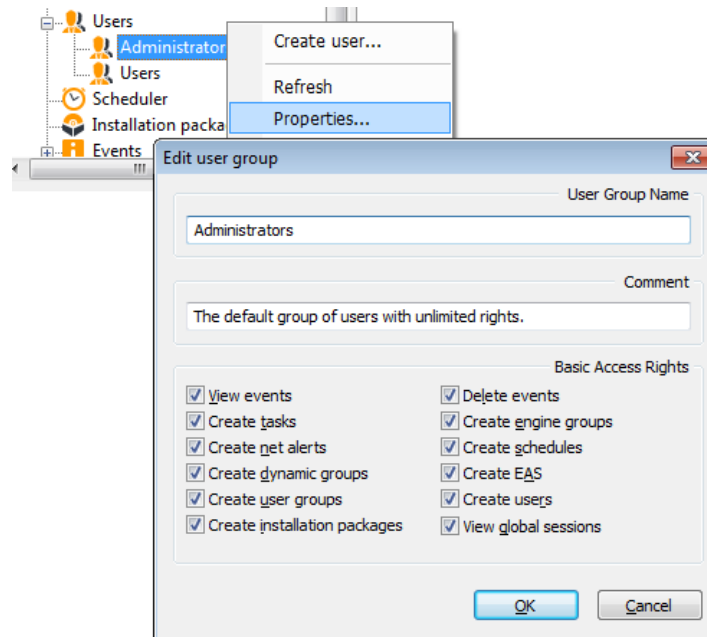 Users
Administrator
Users
Scheduler
Installation packa
Events
Create user...
Refresh
Properties...
Edit user group
User Group Name
Administrators
Comment
The default group of users with unlimited rights.
Basic Access Rights
View events
Delete events
Create tasks
Create engine groups
Create net alerts
Create schedules
Create dynamic groups
Create EAS
Create user groups
Create users
Create installation packages
View global sessions
OK
Cancel